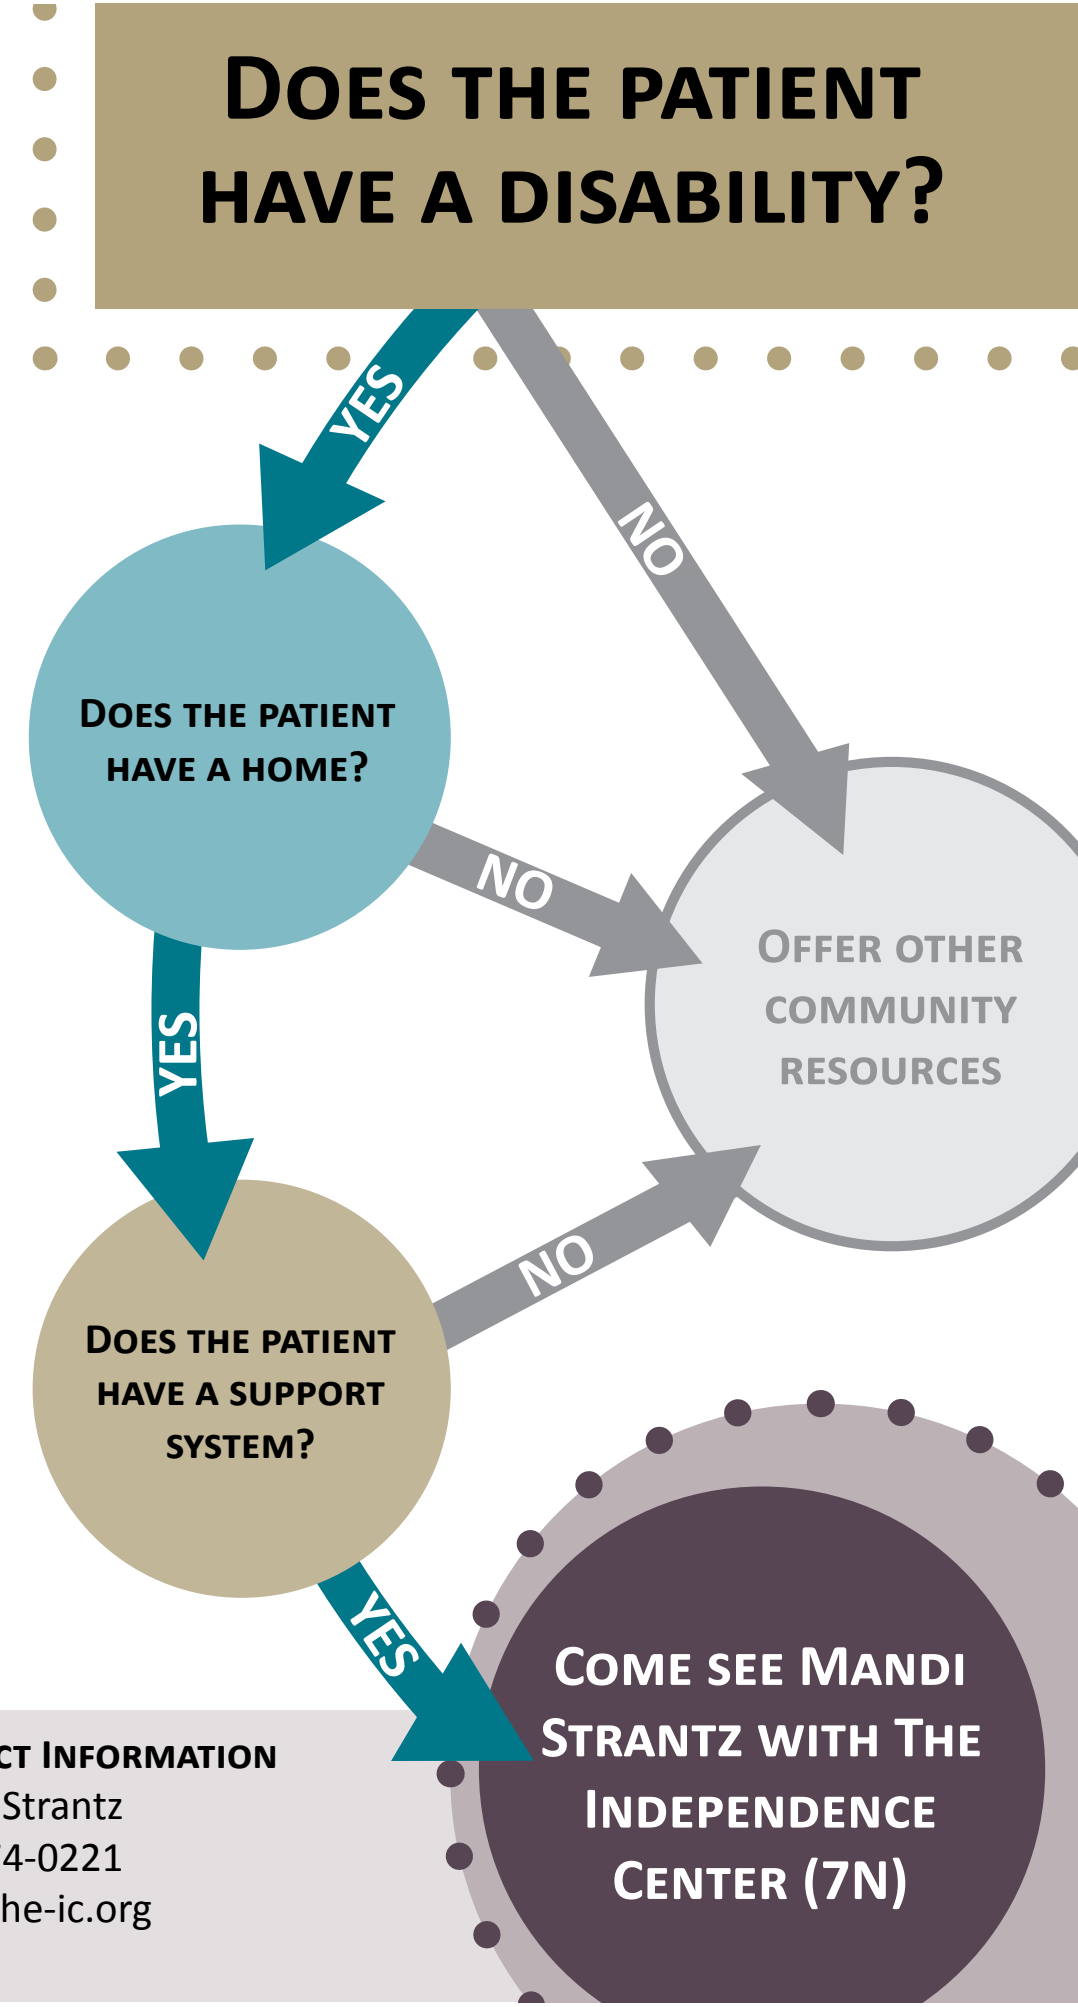 Does the patient
have a disability?
YES
NO
Does the patient
have a home?
NO
Offer other
community
resources
YES
NO
Does the patient
have a support
system?
YES
Come see Mandi
Strantz with The
Independence
Center (7N)
ct Information
Strantz
4-0221
he-ic.org